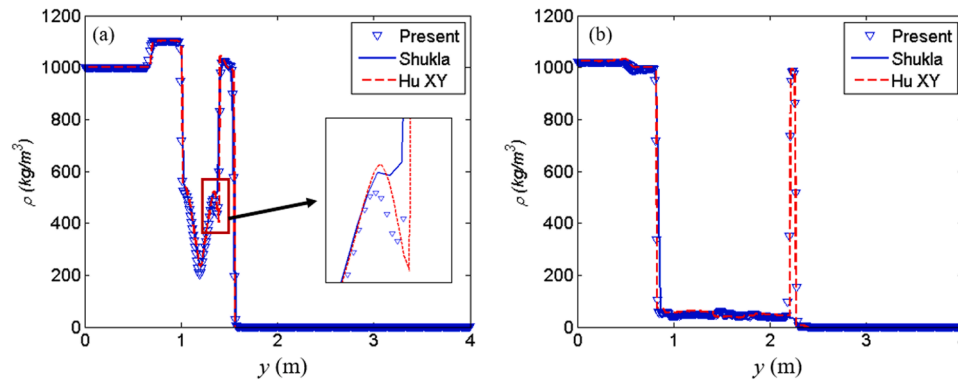 (a)
Present
Shukla
Hu XY
1200
1000
800
600
400
200
0
ρ (kg/m³)
0 1 2 3 4
y (m)
(b)
Present
Shukla
Hu XY
1200
1000
800
600
400
200
0
ρ (kg/m³)
0 1 2 3 4
y (m)